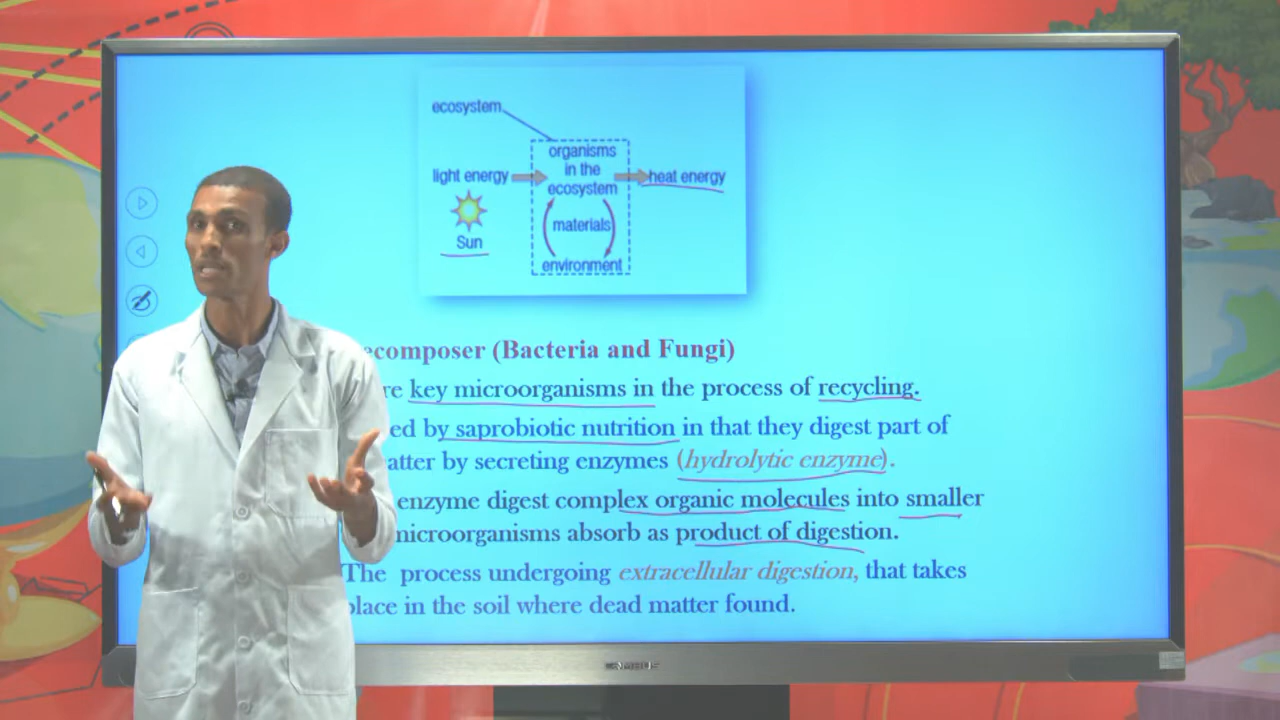 ecosystem
organisms
in the
ecosystem
light energy
heat energy
materials
Sun
environment
ecomposer (Bacteria and Fungi)
re key microorganisms in the process of recycling.
ed by saprobiotic nutrition in that they digest part of
atter by secreting enzymes (hydrolytic enzyme).
enzyme digest complex organic molecules into smaller
microorganisms absorb as product of digestion.
The process undergoing extracellular digestion, that takes
place in the soil where dead matter found.